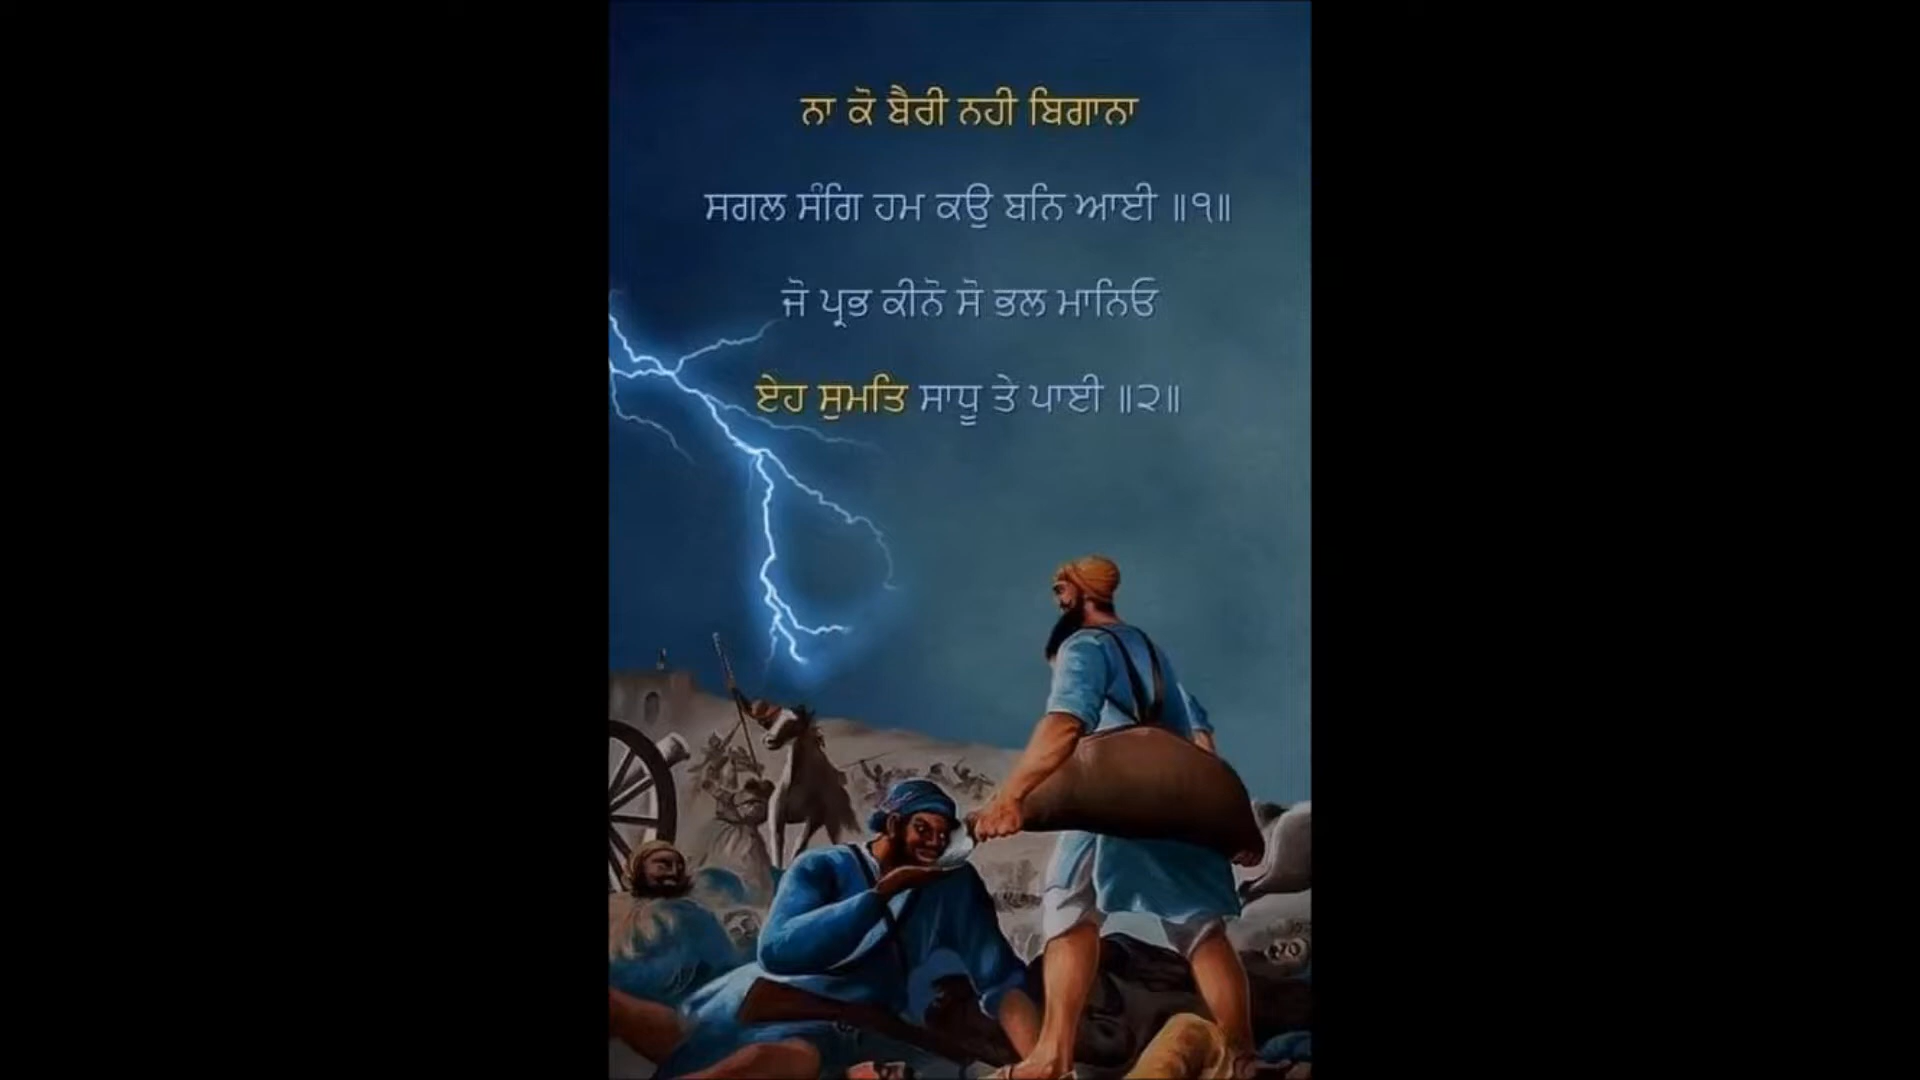 ਨਾ ਕੋ ਬੈਰੀ ਨਹੀ ਬਿਗਾਨਾ
ਸਗਲ ਸੰਗਿ ਹਮ ਕਉ ਬਨਿ ਆਈ ॥੧॥
ਜੋ ਪ੍ਰਭ ਕੀਨੋ ਸੋ ਭਲ ਮਾਨਿਓ
ਏਹ ਸੁਮਤਿ ਸਾਧੂ ਤੇ ਪਾਈ ॥੨॥